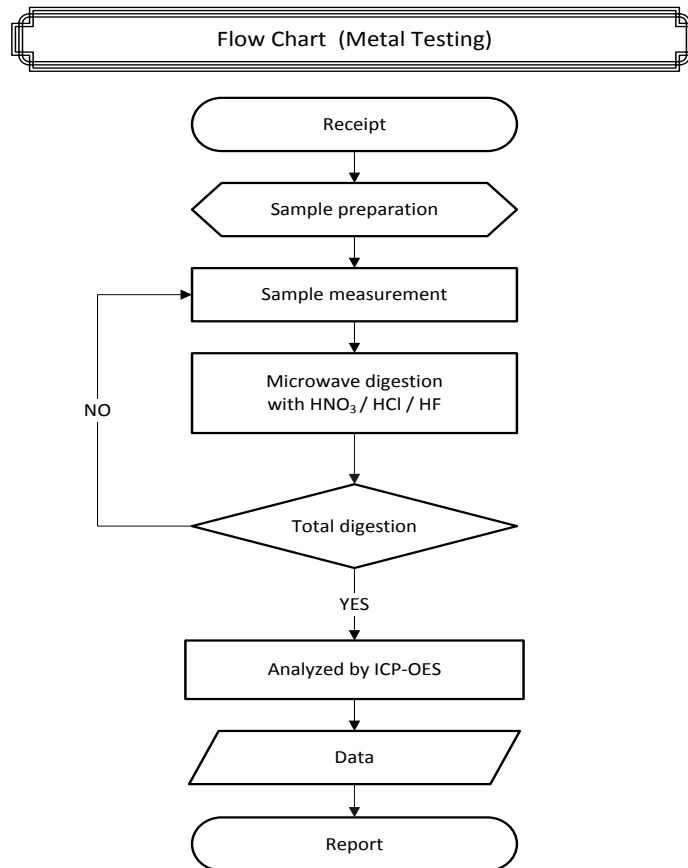 Flow Chart  (Metal Testing)
Receipt
Sample preparation
Sample measurement
Microwave digestion
with HNO₃ / HCl / HF
NO
Total digestion
YES
Analyzed by ICP-OES
Data
Report